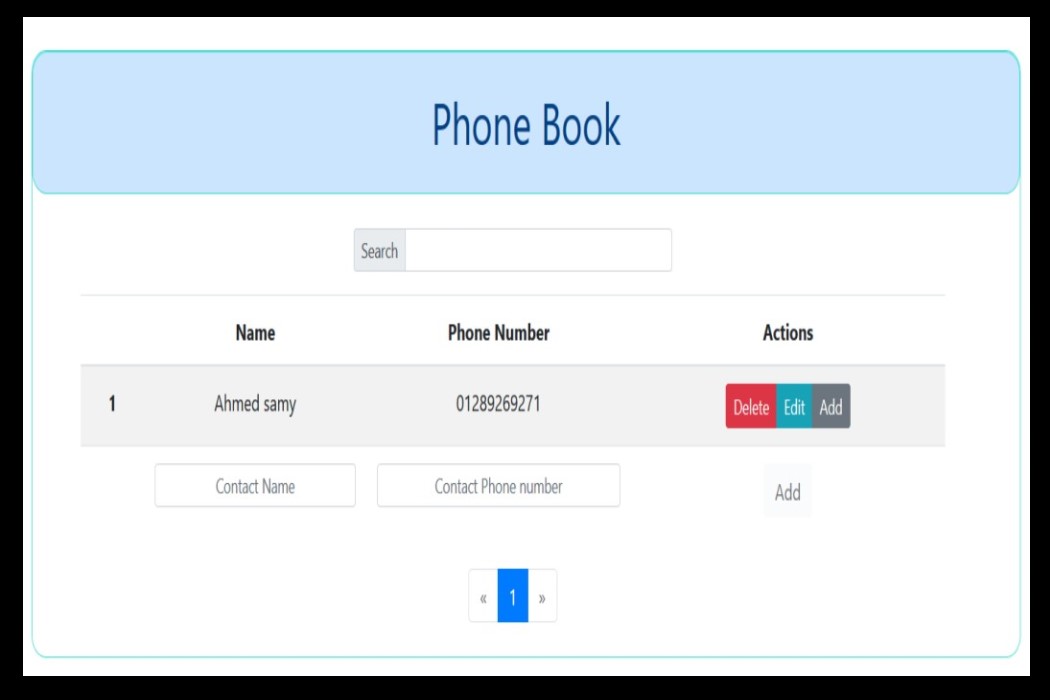 Phone Book
Search
Name Phone Number Actions
1 Ahmed samy 01289269271 Delete Edit Add
Contact Name Contact Phone number Add
« 1 »